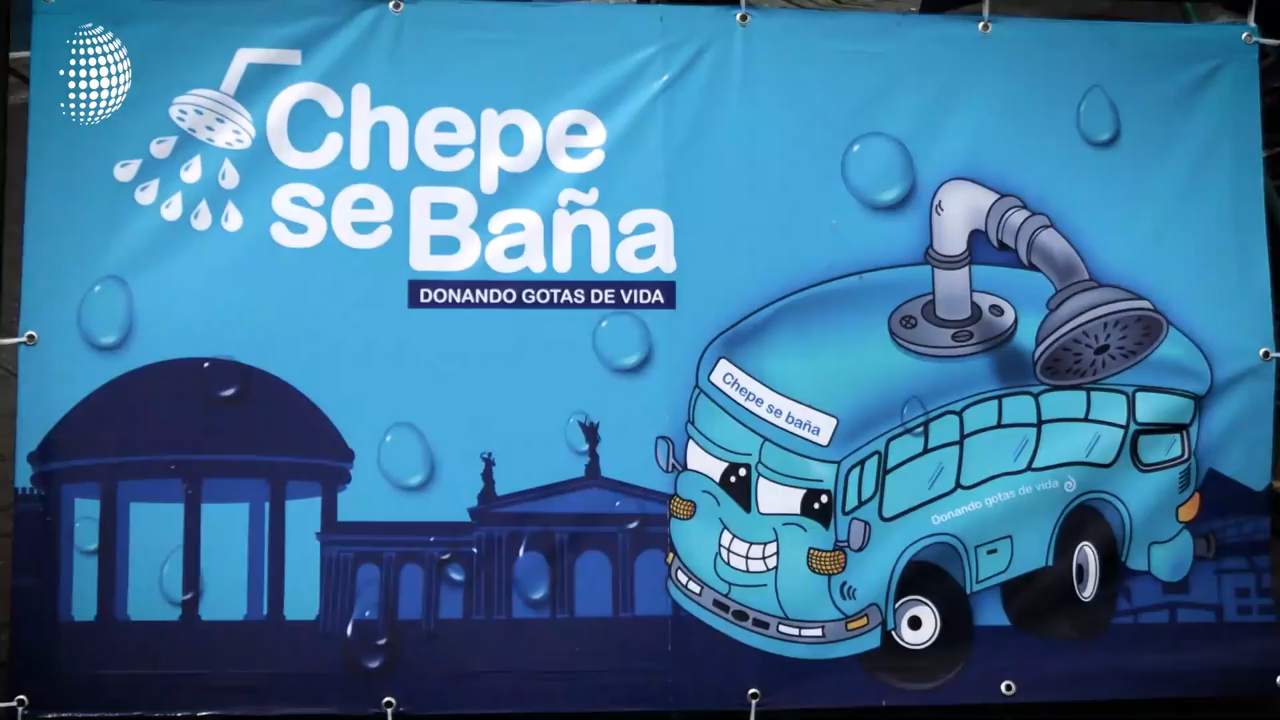 Chepe
se Baña
DONANDO GOTAS DE VIDA
Chepe se baña
Donando gotas de vida